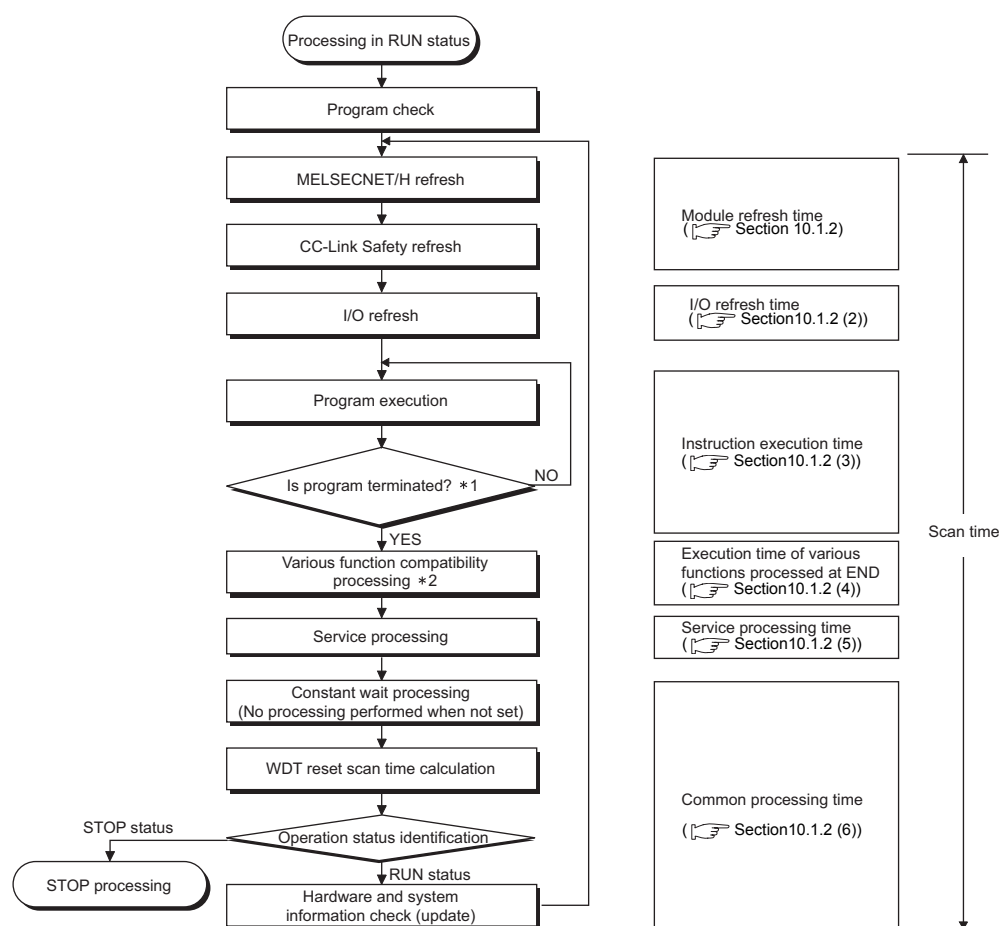 Processing in RUN status
Program check
MELSECNET/H refresh
CC-Link Safety refresh
I/O refresh
Program execution
Is program terminated? *1
NO
YES
Various function compatibility
processing *2
Service processing
Constant wait processing
(No processing performed when not set)
WDT reset scan time calculation
STOP status
Operation status identification
STOP processing
RUN status
Hardware and system
information check (update)
Module refresh time
( Section 10.1.2)
I/O refresh time
( Section10.1.2 (2))
Instruction execution time
( Section10.1.2 (3))
Execution time of various
functions processed at END
( Section10.1.2 (4))
Service processing time
( Section10.1.2 (5))
Common processing time
( Section10.1.2 (6))
Scan time